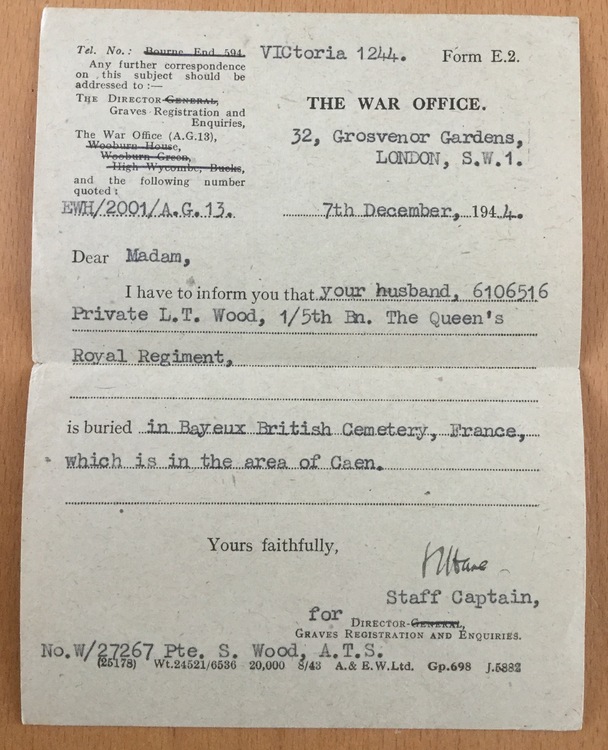 Tel. No.: Bourne End 594. VICtoria 1244. Form E.2.
Any further correspondence
on this subject should be
addressed to :—
THE DIRECTOR-GENERAL,
Graves Registration and
Enquiries,
The War Office (A.G.13),
Wooburn House,
Wooburn Green,
High Wycombe, Bucks,
and the following number
quoted :
EWH/2001/A.G.13.
THE WAR OFFICE.
32, Grosvenor Gardens,
LONDON, S.W.1.
7th December, 1944.
Dear Madam,
I have to inform you that your husband, 6106516
Private L.T. Wood, 1/5th Bn. The Queen's
Royal Regiment,
is buried in Bayeux British Cemetery, France,
which is in the area of Caen.
Yours faithfully,
Staff Captain,
for DIRECTOR-GENERAL,
GRAVES REGISTRATION AND ENQUIRIES.
No.W/27267 Pte. S. Wood, A.T.S.
(25178) Wt.24521/6536 20,000 8/43 A.& E.W.Ltd. Gp.698 J.5882